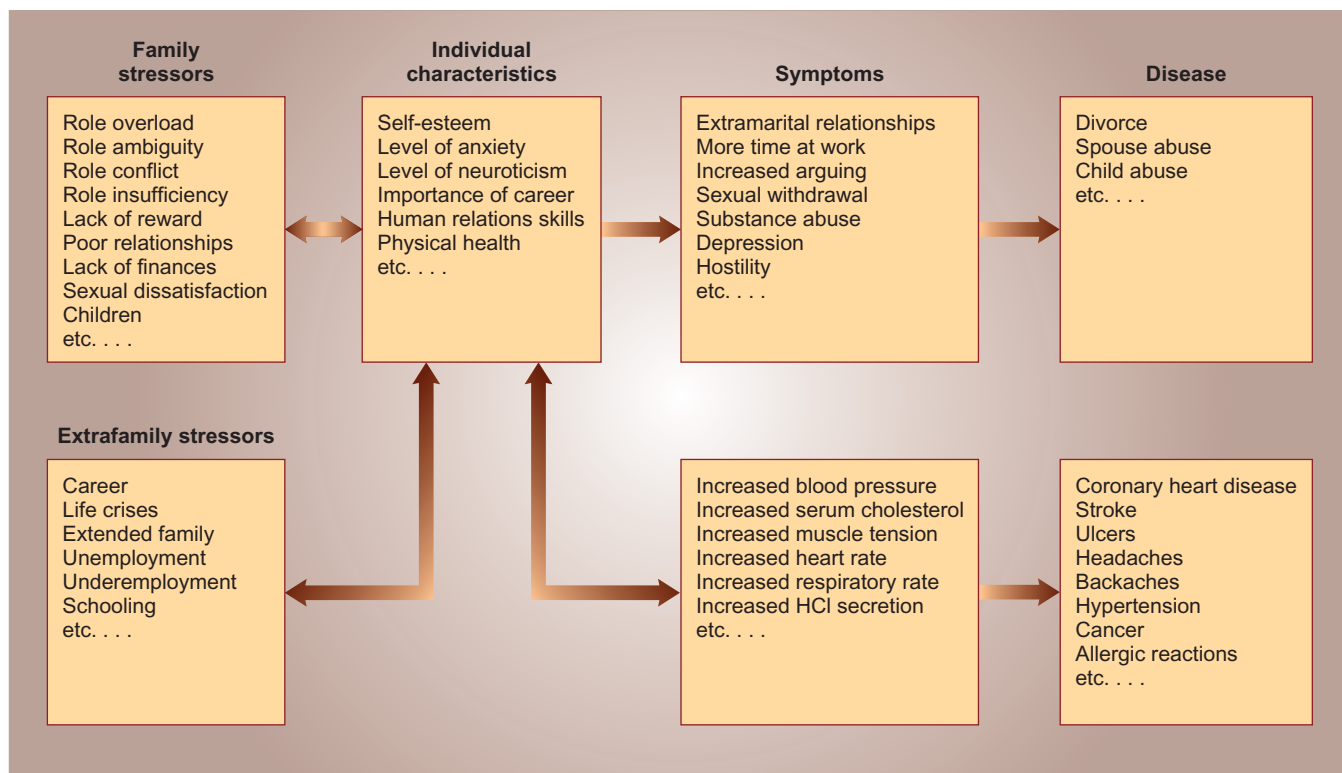 Family
stressors
Role overload
Role ambiguity
Role conflict
Role insufficiency
Lack of reward
Poor relationships
Lack of finances
Sexual dissatisfaction
Children
etc. . . .
Individual
characteristics
Self-esteem
Level of anxiety
Level of neuroticism
Importance of career
Human relations skills
Physical health
etc. . . .
Symptoms
Extramarital relationships
More time at work
Increased arguing
Sexual withdrawal
Substance abuse
Depression
Hostility
etc. . . .
Disease
Divorce
Spouse abuse
Child abuse
etc. . . .
Extrafamily stressors
Career
Life crises
Extended family
Unemployment
Underemployment
Schooling
etc. . . .
Increased blood pressure
Increased serum cholesterol
Increased muscle tension
Increased heart rate
Increased respiratory rate
Increased HCl secretion
etc. . . .
Coronary heart disease
Stroke
Ulcers
Headaches
Backaches
Hypertension
Cancer
Allergic reactions
etc. . . .